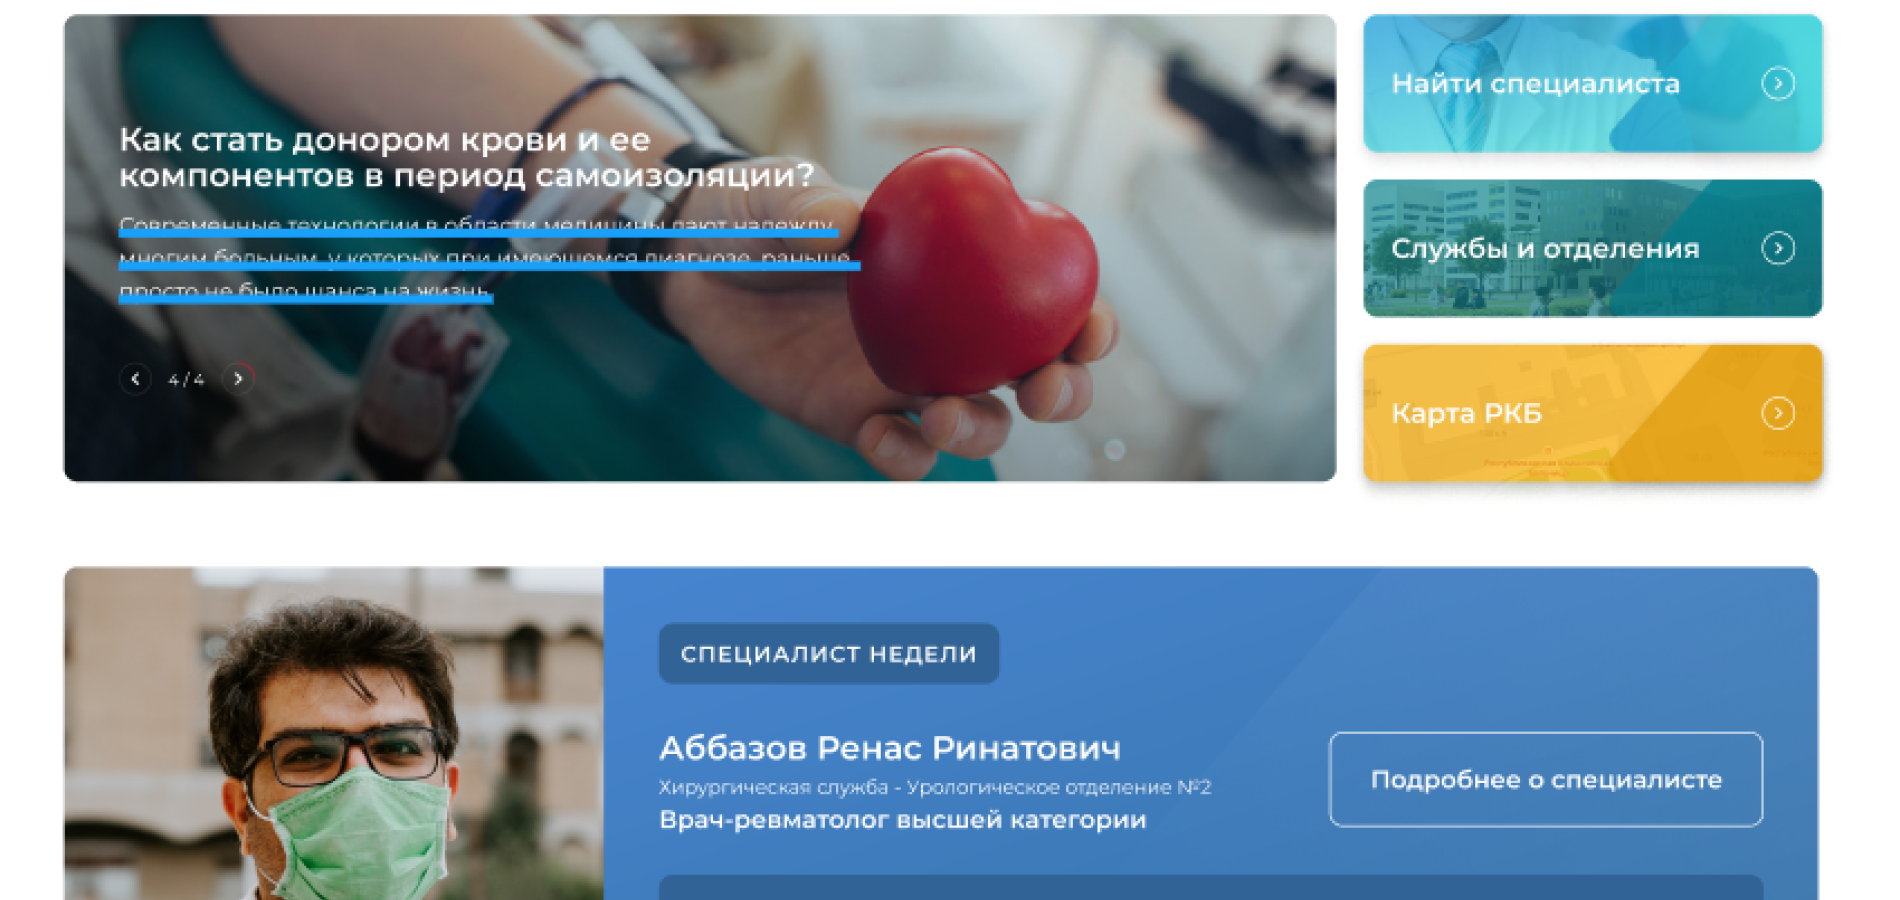 Как стать донором крови и ее
компонентов в период самоизоляции?
Современные технологии в области медицины дают надежду
многим больным, у которых при имеющемся диагнозе, раньше
просто не было шанса на жизнь
4/4
Найти специалиста
Службы и отделения
Карта РКБ
СПЕЦИАЛИСТ НЕДЕЛИ
Аббазов Ренас Ринатович
Хирургическая служба - Урологическое отделение №2
Врач-ревматолог высшей категории
Подробнее о специалисте